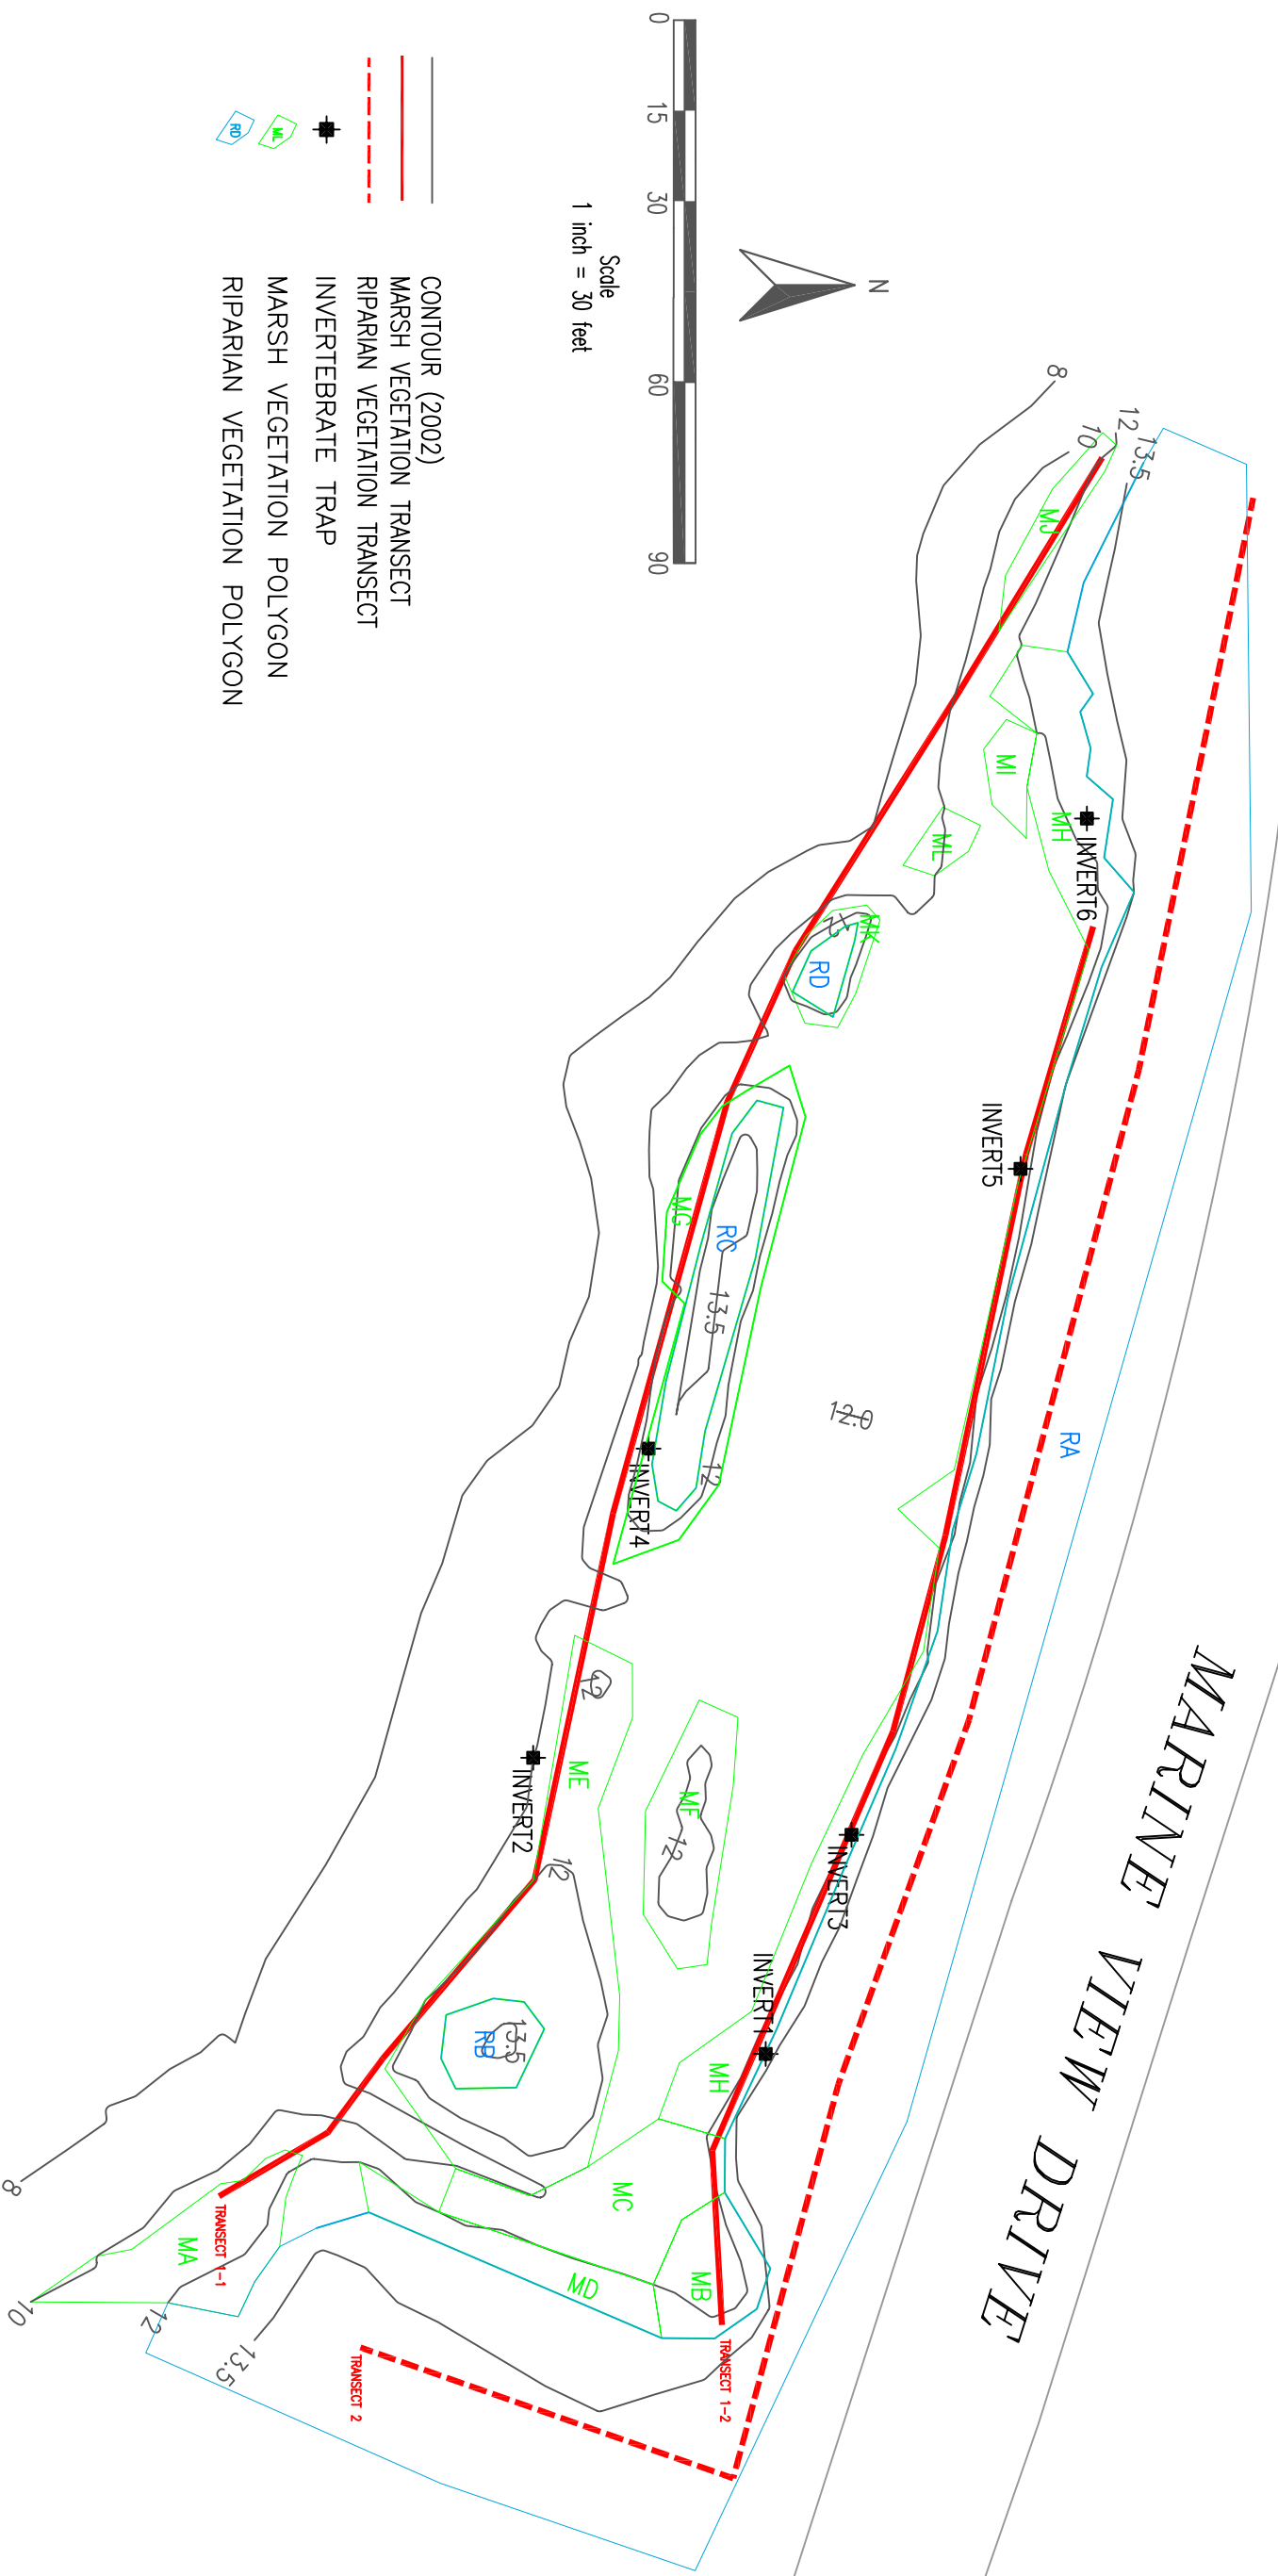 MARINE VIEW DRIVE
N
0 15 30 60 90
Scale
1 inch = 30 feet
CONTOUR (2002)
MARSH VEGETATION TRANSECT
RIPARIAN VEGETATION TRANSECT
INVERTEBRATE TRAP
ML
MARSH VEGETATION POLYGON
RD
RIPARIAN VEGETATION POLYGON
8
10
12
13.5
MJ
MI
MH
INVERT6
ML
MK
12
RD
INVERT5
MG
RC
13.5
12.0
RA
12
INVERT4
12
ME
MF
12
INVERT2
INVERT3
12
INVERT1
13.5
RB
MH
MC
MA
TRANSECT 1-1
MD
MB
TRANSECT 1-2
TRANSECT 2
8
10
12
13.5